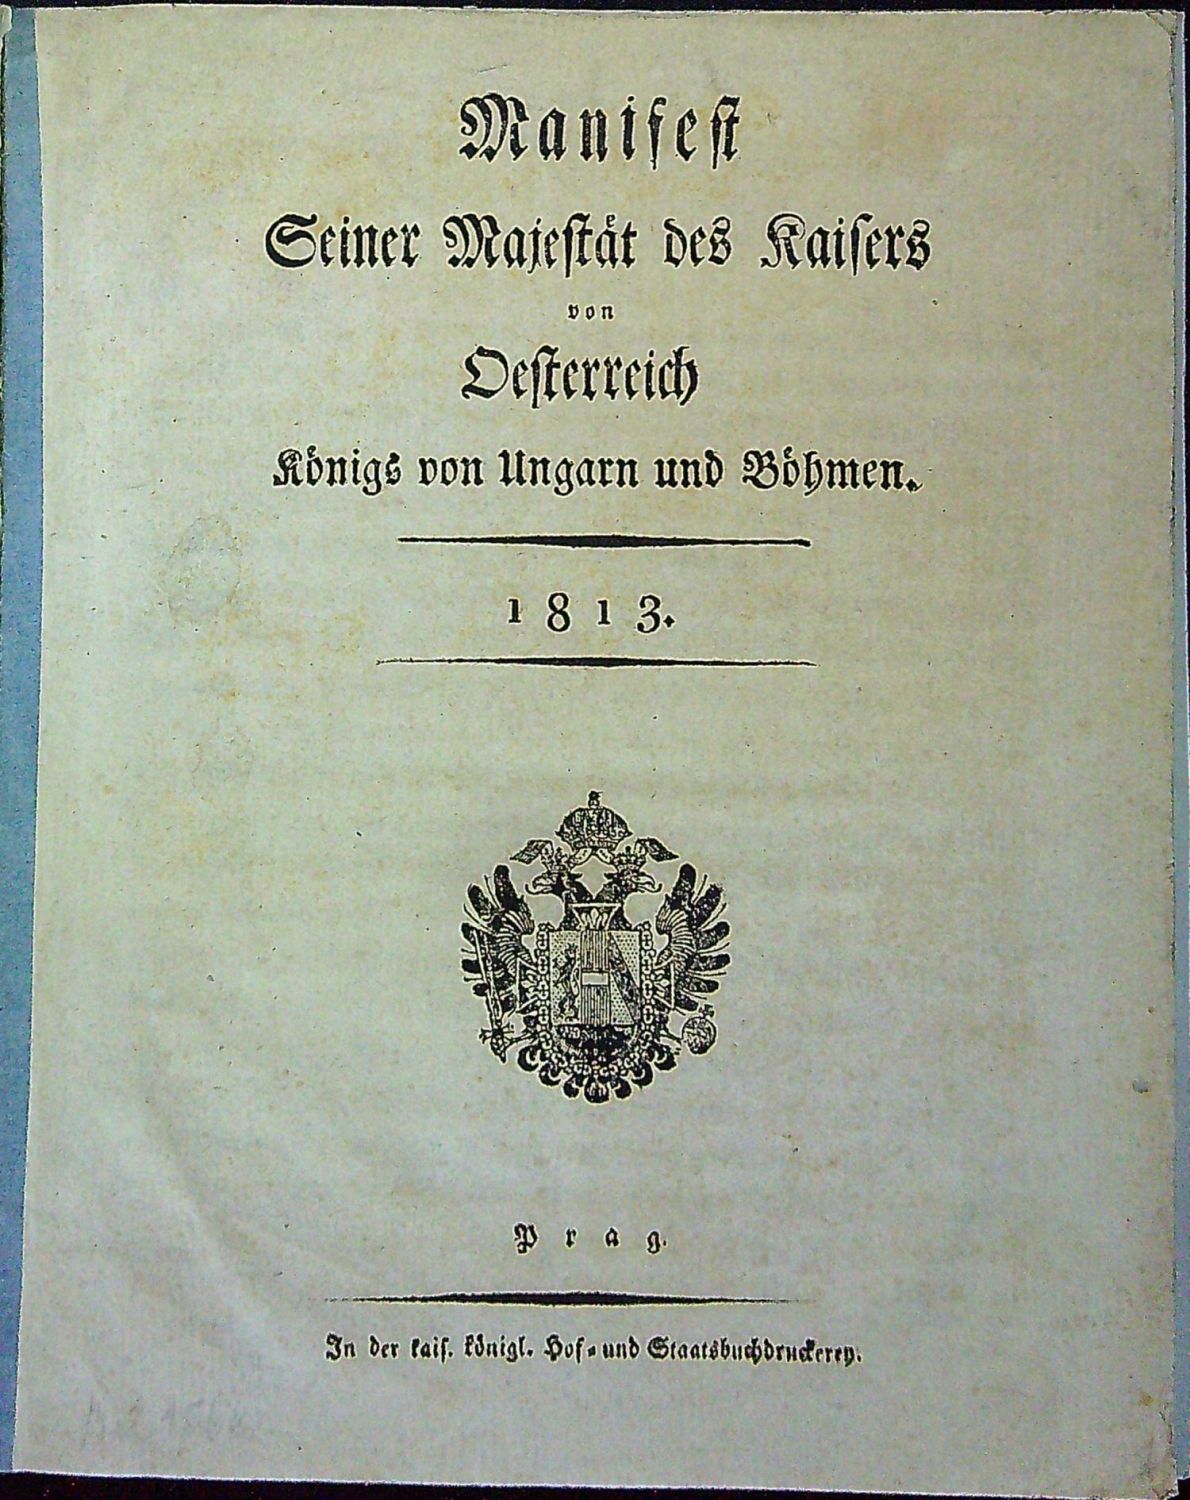 Manifest
Seiner Majestät des Kaisers
von
Oesterreich
Königs von Ungarn und Böhmen.
1813.
Prag.
In der kais. königl. Hof- und Staatsbuchdruckerey.